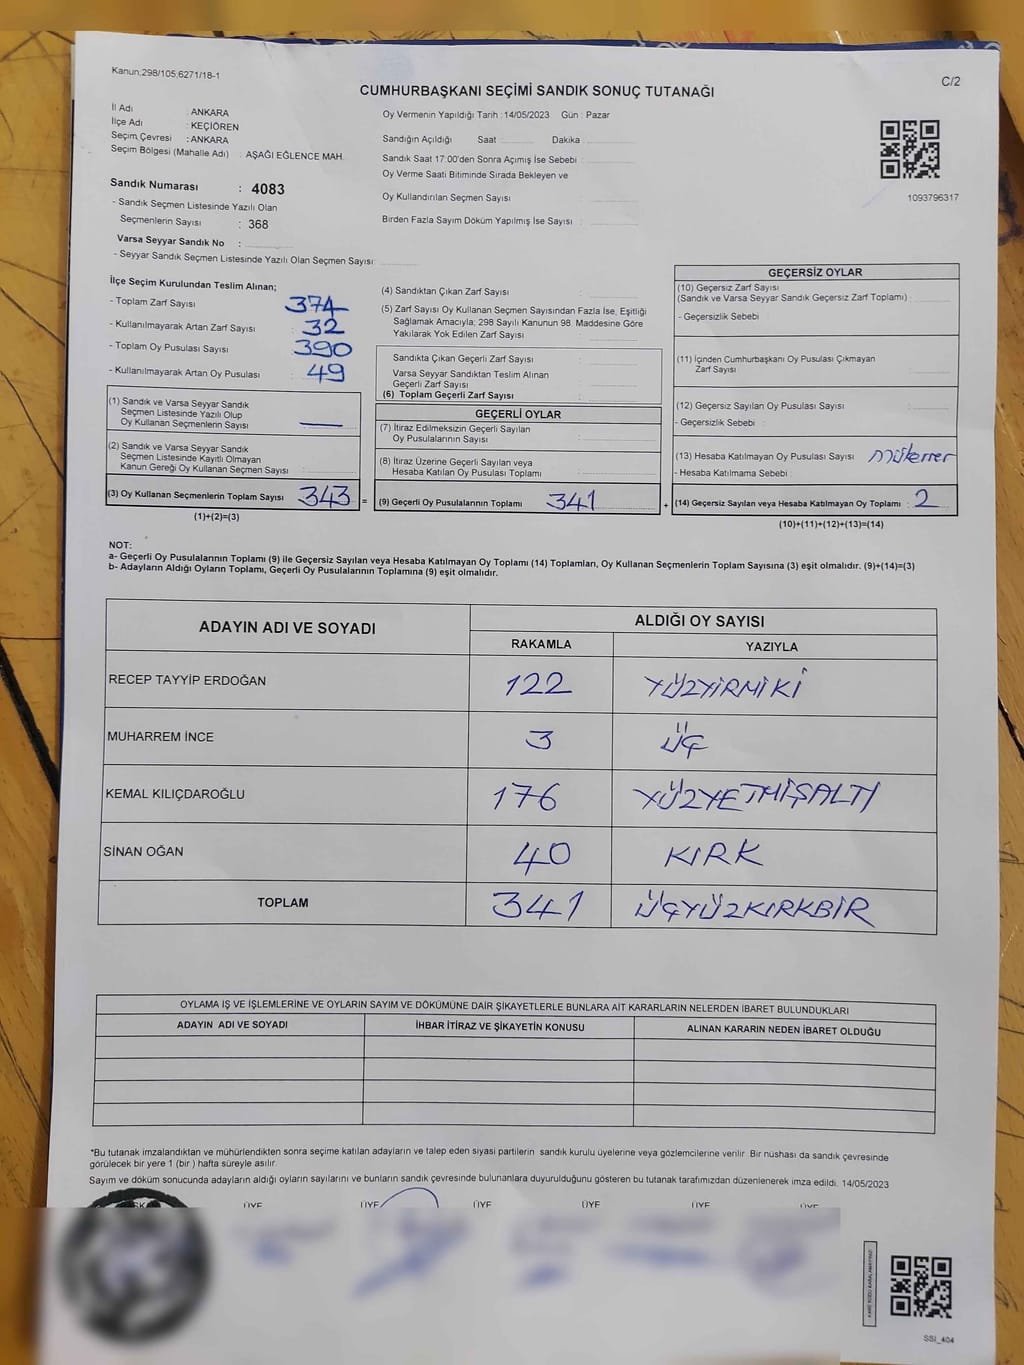 Kanun:298/105,6271/18-1
C/2
CUMHURBAŞKANI SEÇİMİ SANDIK SONUÇ TUTANAĞI
İl Adı : ANKARA
İlçe Adı : KEÇİÖREN
Seçim Çevresi : ANKARA
Seçim Bölgesi (Mahalle Adı) : AŞAĞI EĞLENCE MAH.
Sandık Numarası : 4083
- Sandık Seçmen Listesinde Yazılı Olan
Seçmenlerin Sayısı : 368
Varsa Seyyar Sandık No :
- Seyyar Sandık Seçmen Listesinde Yazılı Olan Seçmen Sayısı:
Oy Vermenin Yapıldığı Tarih : 14/05/2023 Gün : Pazar
Sandığın Açıldığı Saat Dakika :
Sandık Saat 17:00'den Sonra Açımış İse Sebebi :
Oy Verme Saati Bitiminde Sırada Bekleyen ve
Oy Kullandırılan Seçmen Sayısı :
Birden Fazla Sayım Döküm Yapılmış İse Sayısı :
1093796317
İlçe Seçim Kurulundan Teslim Alınan;
- Toplam Zarf Sayısı : 374
- Kullanılmayarak Artan Zarf Sayısı : 32
- Toplam Oy Pusulası Sayısı : 390
- Kullanılmayarak Artan Oy Pusulası : 49
(1) Sandık ve Varsa Seyyar Sandık
Seçmen Listesinde Yazılı Olup
Oy Kullanan Seçmenlerin Sayısı : —
(2) Sandık ve Varsa Seyyar Sandık
Seçmen Listesinde Kayıtlı Olmayan
Kanun Gereği Oy Kullanan Seçmen Sayısı :
(3) Oy Kullanan Seçmenlerin Toplam Sayısı : 343 =
(1)+(2)=(3)
(4) Sandıktan Çıkan Zarf Sayısı :
(5) Zarf Sayısı Oy Kullanan Seçmen Sayısından Fazla İse, Eşitliği
Sağlamak Amacıyla; 298 Sayılı Kanunun 98. Maddesine Göre
Yakılarak Yok Edilen Zarf Sayısı :
Sandıkta Çıkan Geçerli Zarf Sayısı :
Varsa Seyyar Sandıktan Teslim Alınan
Geçerli Zarf Sayısı :
(6) Toplam Geçerli Zarf Sayısı :
GEÇERLİ OYLAR
(7) İtiraz Edilmeksizin Geçerli Sayılan
Oy Pusulalarının Sayısı :
(8) İtiraz Üzerine Geçerli Sayılan veya
Hesaba Katılan Oy Pusulası Toplamı :
(9) Geçerli Oy Pusulalarının Toplamı : 341 +
GEÇERSİZ OYLAR
(10) Geçersiz Zarf Sayısı
(Sandık ve Varsa Seyyar Sandık Geçersiz Zarf Toplamı) :
- Geçersizlik Sebebi :
(11) İçinden Cumhurbaşkanı Oy Pusulası Çıkmayan
Zarf Sayısı :
(12) Geçersiz Sayılan Oy Pusulası Sayısı :
- Geçersizlik Sebebi :
(13) Hesaba Katılmayan Oy Pusulası Sayısı mükerrer
- Hesaba Katılmama Sebebi :
(14) Geçersiz Sayılan veya Hesaba Katılmayan Oy Toplamı : 2
(10)+(11)+(12)+(13)=(14)
NOT:
a- Geçerli Oy Pusulalarının Toplamı (9) ile Geçersiz Sayılan veya Hesaba Katılmayan Oy Toplamı (14) Toplamları, Oy Kullanan Seçmenlerin Toplam Sayısına (3) eşit olmalıdır. (9)+(14)=(3)
b- Adayların Aldığı Oyların Toplamı, Geçerli Oy Pusulalarının Toplamına (9) eşit olmalıdır.
ADAYIN ADI VE SOYADI ALDIĞI OY SAYISI
RAKAMLA YAZIYLA
RECEP TAYYİP ERDOĞAN 122 YÜZYİRMİKİ
MUHARREM İNCE 3 ÜÇ
KEMAL KILIÇDAROĞLU 176 YÜZYETMİŞALTI
SİNAN OĞAN 40 KIRK
TOPLAM 341 ÜÇYÜZKIRKBİR
OYLAMA İŞ VE İŞLEMLERİNE VE OYLARIN SAYIM VE DÖKÜMÜNE DAİR ŞİKAYETLERLE BUNLARA AİT KARARLARIN NELERDEN İBARET BULUNDUKLARI
ADAYIN ADI VE SOYADI İHBAR İTİRAZ VE ŞİKAYETİN KONUSU ALINAN KARARIN NEDEN İBARET OLDUĞU
*Bu tutanak imzalandıktan ve mühürlendikten sonra seçime katılan adayların ve talep eden siyasi partilerin sandık kurulu üyelerine veya gözlemcilerine verilir. Bir nüshası da sandık çevresinde
görülecek bir yere 1 (bir ) hafta süreyle asılır.
Sayım ve döküm sonucunda adayların aldığı oyların sayılarını ve bunların sandık çevresinde bulunanlara duyurulduğunu gösteren bu tutanak tarafımızdan düzenlenerek imza edildi. 14/05/2023
ÜYE ÜYE ÜYE ÜYE ÜYE ÜYE
SSİ_404